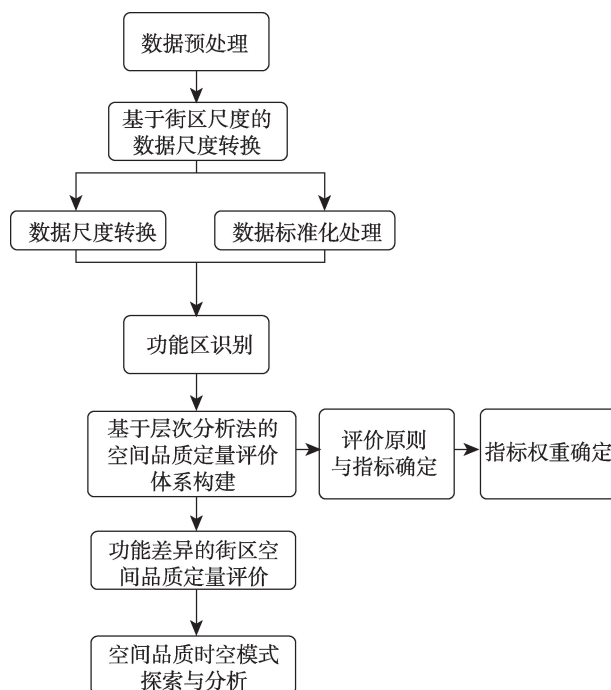 数据预处理
基于街区尺度的
数据尺度转换
数据尺度转换
数据标准化处理
功能区识别
基于层次分析法的
空间品质定量评价
体系构建
评价原则
与指标确定
指标权重确定
功能差异的街区空
间品质定量评价
空间品质时空模式
探索与分析